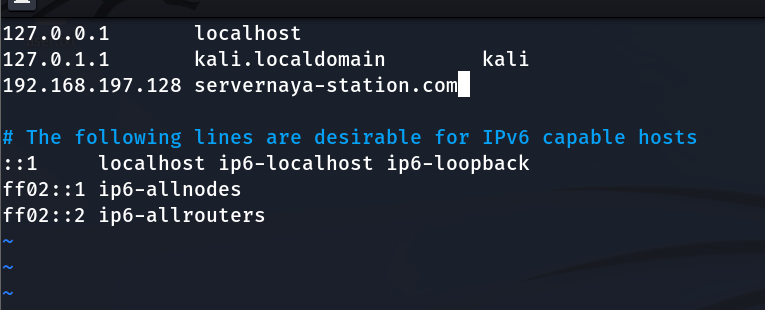 127.0.0.1       localhost
127.0.1.1       kali.localdomain        kali
192.168.197.128 servernaya-station.com
# The following lines are desirable for IPv6 capable hosts
::1     localhost ip6-localhost ip6-loopback
ff02::1 ip6-allnodes
ff02::2 ip6-allrouters
~
~
~